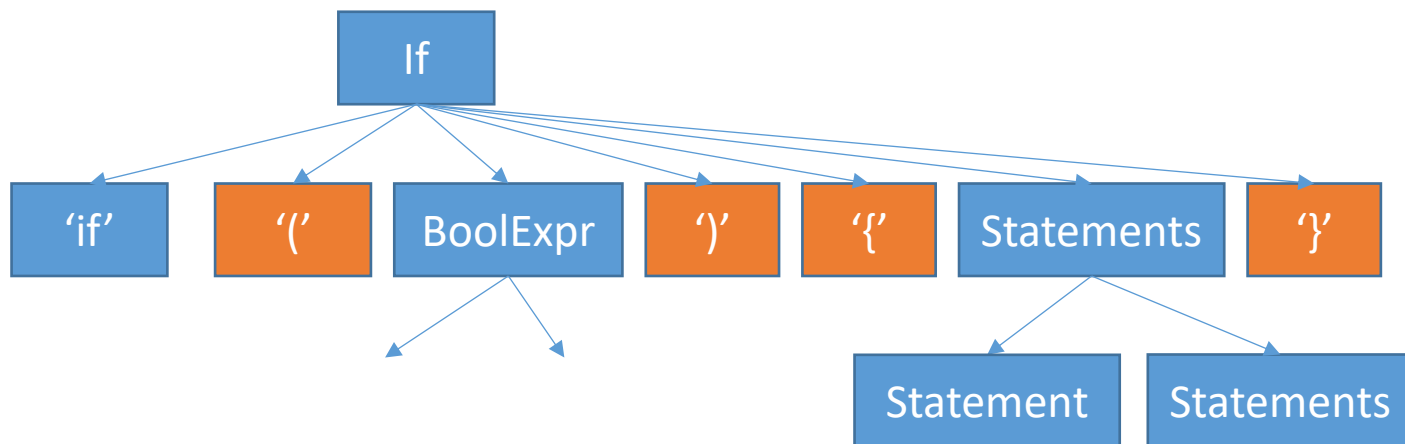 If
‘if’ ‘(’ BoolExpr ‘)’ ‘{’ Statements ‘}’
Statement Statements